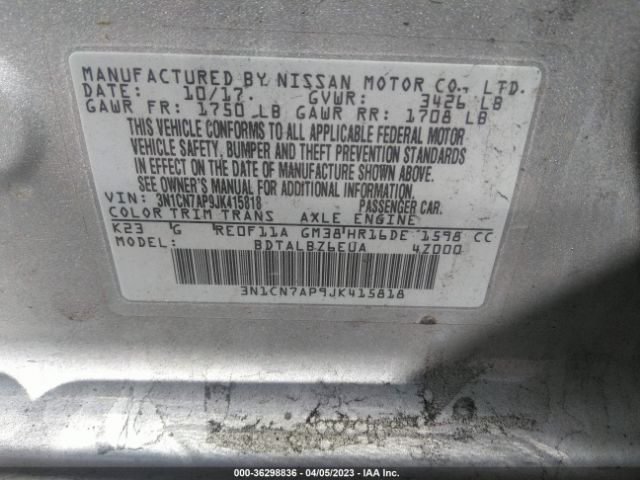 MANUFACTURED BY NISSAN MOTOR CO., LTD.
DATE: 10/17 GVWR: 3426 LB
GAWR FR: 1750 LB GAWR RR: 1708 LB
THIS VEHICLE CONFORMS TO ALL APPLICABLE FEDERAL MOTOR
VEHICLE SAFETY, BUMPER AND THEFT PREVENTION STANDARDS
IN EFFECT ON THE DATE OF MANUFACTURE SHOWN ABOVE.
SEE OWNER'S MANUAL FOR ADDITIONAL INFORMATION.
VIN: 3N1CN7AP9JK415818 PASSENGER CAR.
COLOR TRIM TRANS AXLE ENGINE
K23 G RE0F11A GM38 HR16DE 1598 CC
MODEL: BDTALBZ6EUA 4Z000
3N1CN7AP9JK415818
000-36298836 - 04/05/2023 - IAA Inc.